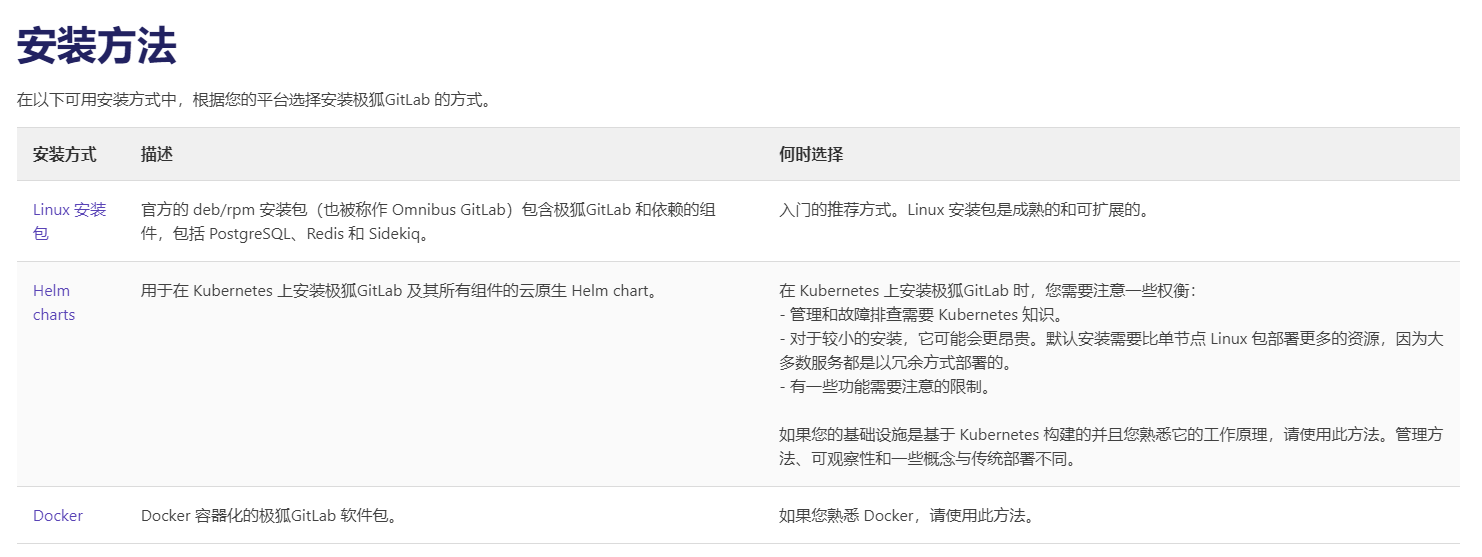 安装方法
在以下可用安装方式中，根据您的平台选择安装极狐GitLab 的方式。
安装方式 描述 何时选择
Linux 安装包
官方的 deb/rpm 安装包（也被称作 Omnibus GitLab）包含极狐GitLab 和依赖的组
件，包括 PostgreSQL、Redis 和 Sidekiq。
入门的推荐方式。Linux 安装包是成熟的和可扩展的。
Helm
charts
用于在 Kubernetes 上安装极狐GitLab 及其所有组件的云原生 Helm chart。
在 Kubernetes 上安装极狐GitLab 时，您需要注意一些权衡：
- 管理和故障排查需要 Kubernetes 知识。
- 对于较小的安装，它可能会更昂贵。默认安装需要比单节点 Linux 包部署更多的资源，因为大
多数服务都是以冗余方式部署的。
- 有一些功能需要注意的限制。
如果您的基础设施是基于 Kubernetes 构建的并且您熟悉它的工作原理，请使用此方法。管理方
法、可观察性和一些概念与传统部署不同。
Docker
Docker 容器化的极狐GitLab 软件包。
如果您熟悉 Docker，请使用此方法。